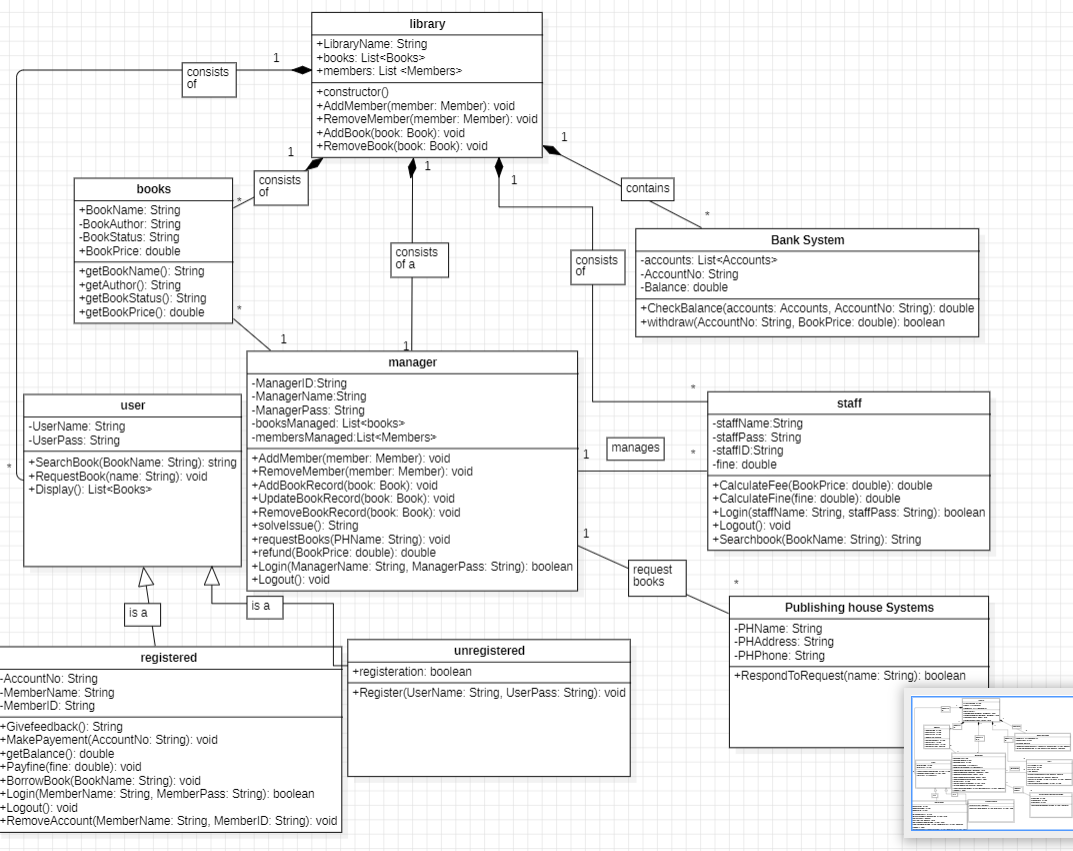 library
+LibraryName: String
+books: List<Books>
+members: List <Members>
+constructor()
+AddMember(member: Member): void
+RemoveMember(member: Member): void
+AddBook(book: Book): void
+RemoveBook(book: Book): void
1
consists
of
1
consists
of
*
1
consists
of a
1
1
consists
of
*
1
contains
*
books
+BookName: String
-BookAuthor: String
-BookStatus: String
+BookPrice: double
+getBookName(): String
+getAuthor(): String
+getBookStatus(): String
+getBookPrice(): double
*
1
Bank System
-accounts: List<Accounts>
-AccountNo: String
-Balance: double
+CheckBalance(accounts: Accounts, AccountNo: String): double
+withdraw(AccountNo: String, BookPrice: double): boolean
manager
-ManagerID:String
-ManagerName:String
-ManagerPass: String
-booksManaged: List<books>
-membersManaged:List<Members>
+AddMember(member: Member): void
+RemoveMember(member: Member): void
+AddBookRecord(book: Book): void
+UpdateBookRecord(book: Book): void
+RemoveBookRecord(book: Book): void
+solveIssue(): String
+requestBooks(PHName: String): void
+refund(BookPrice: double): double
+Login(ManagerName: String, ManagerPass: String): boolean
+Logout(): void
user
-UserName: String
-UserPass: String
+SearchBook(BookName: String): string
+RequestBook(name: String): void
+Display(): List<Books>
*
staff
-staffName:String
-staffPass: String
-staffID:String
-fine: double
+CalculateFee(BookPrice: double): double
+CalculateFine(fine: double): double
+Login(staffName: String, staffPass: String): boolean
+Logout(): void
+Searchbook(BookName: String): String
1
manages
*
1
request
books
*
Publishing house Systems
-PHName: String
-PHAddress: String
-PHPhone: String
+RespondToRequest(name: String): boolean
is a
is a
registered
-AccountNo: String
-MemberName: String
-MemberID: String
+Givefeedback(): String
+MakePayment(AccountNo: String): void
+getBalance(): double
+Payfine(fine: double): void
+BorrowBook(BookName: String): void
+Login(MemberName: String, MemberPass: String): boolean
+Logout(): void
+RemoveAccount(MemberName: String, MemberID: String): void
unregistered
+registeration: boolean
+Register(UserName: String, UserPass: String): void